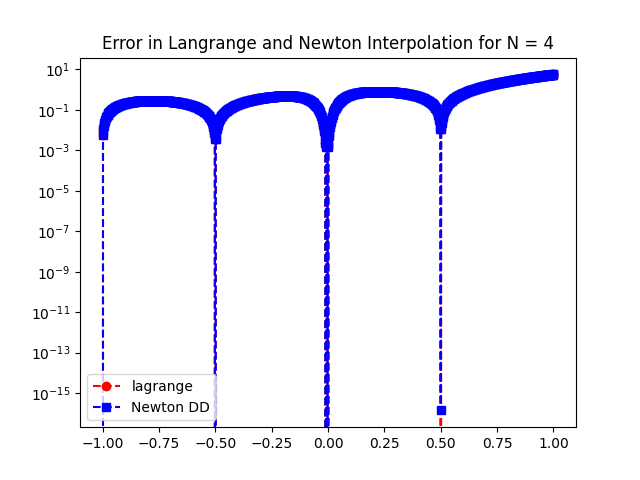 Error in Langrange and Newton Interpolation for N = 4
10^1
10^-1
10^-3
10^-5
10^-7
10^-9
10^-11
10^-13
10^-15
lagrange
Newton DD
−1.00 −0.75 −0.50 −0.25 0.00 0.25 0.50 0.75 1.00